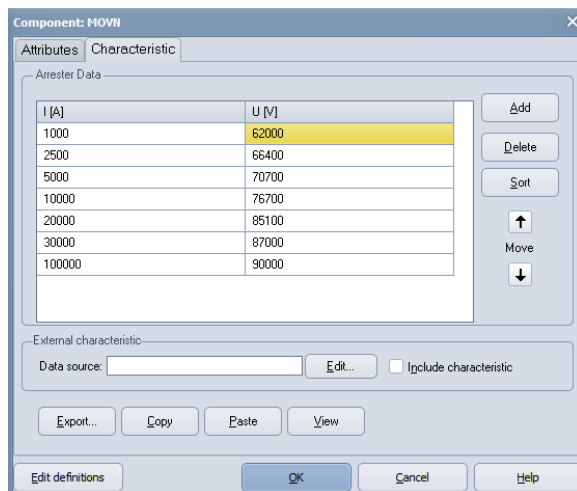 Component: MOVN
Attributes Characteristic
Arrester Data
I [A] U [V]
1000 62000
2500 66400
5000 70700
10000 76700
20000 85100
30000 87000
100000 90000
Add
Delete
Sort
Move
External characteristic
Data source: Edit... Include characteristic
Export... Copy Paste View
Edit definitions OK Cancel Help